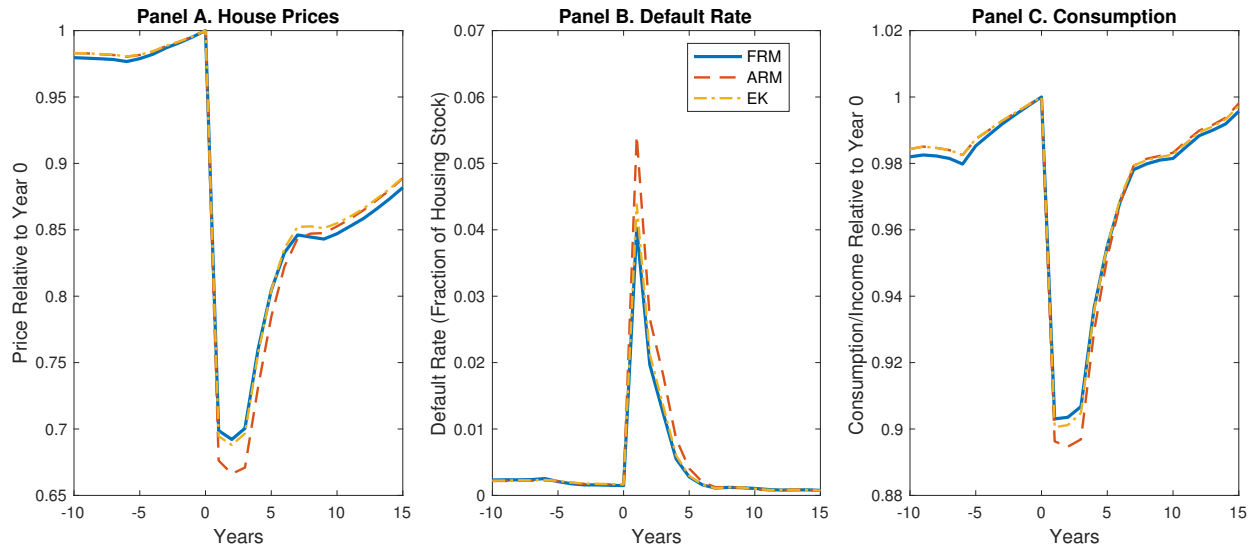 Panel A. House Prices
Price Relative to Year 0
1
0.95
0.9
0.85
0.8
0.75
0.7
0.65
-10 -5 0 5 10 15
Years
Panel B. Default Rate
Default Rate (Fraction of Housing Stock)
0.07
0.06
0.05
0.04
0.03
0.02
0.01
0
FRM
ARM
EK
-10 -5 0 5 10 15
Years
Panel C. Consumption
Consumption/Income Relative to Year 0
1.02
1
0.98
0.96
0.94
0.92
0.9
0.88
-10 -5 0 5 10 15
Years